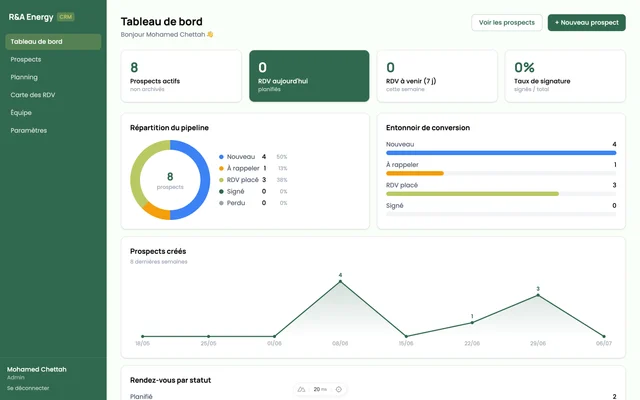 R&A Energy CRM
Tableau de bord
Prospects
Planning
Carte des RDV
Équipe
Paramètres
Mohamed Chettah
Admin
Se déconnecter
Tableau de bord
Bonjour Mohamed Chettah 👋
Voir les prospects
+ Nouveau prospect
8
Prospects actifs
non archivés
0
RDV aujourd'hui
planifiés
0
RDV à venir (7 j)
cette semaine
0%
Taux de signature
signés / total
Répartition du pipeline
8
prospects
Nouveau 4 50%
À rappeler 1 13%
RDV placé 3 38%
Signé 0 0%
Perdu 0 0%
Entonnoir de conversion
Nouveau 4
À rappeler 1
RDV placé 3
Signé 0
Prospects créés
8 dernières semaines
4
3
1
18/05 25/05 01/06 08/06 15/06 22/06 29/06 06/07
Rendez-vous par statut
Planifié 2
20 ms